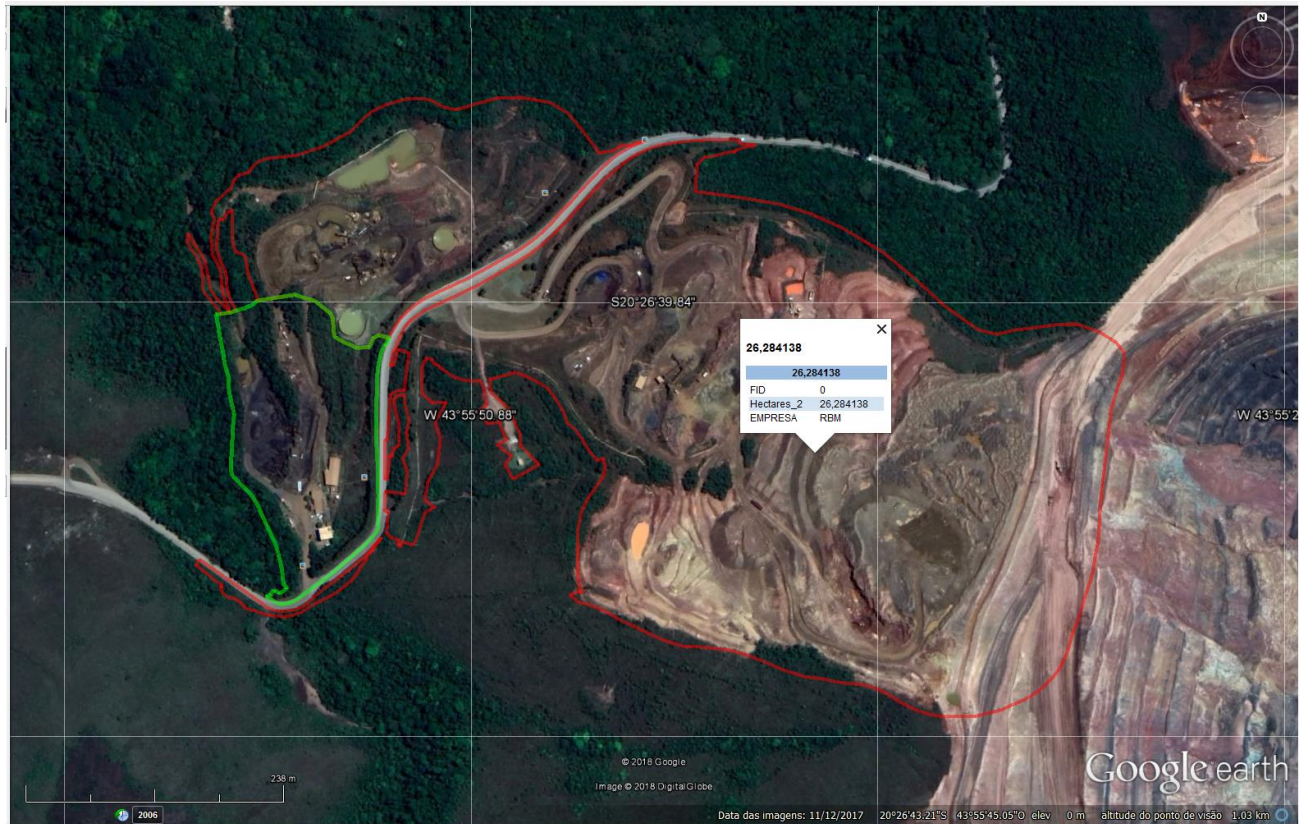 N
S20°26'39.84"
26,284138
26,284138
FID 0
Hectares_2 26,284138
EMPRESA RBM
W 43°55'50.88"
W 43°55'2
© 2018 Google
Image © 2018 DigitalGlobe
Google earth
238 m
2006
Data das imagens: 11/12/2017 20°26'43.21"S 43°55'45.05"O elev 0 m altitude do ponto de visão 1.03 km